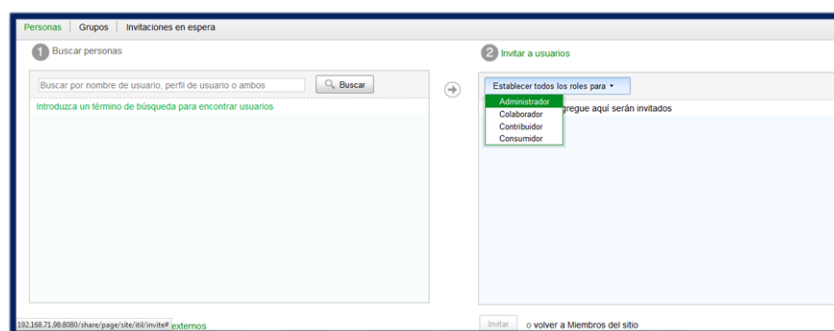 Personas Grupos Invitaciones en espera
1 Buscar personas
Buscar por nombre de usuario, perfil de usuario o ambos Buscar
Introduzca un término de búsqueda para encontrar usuarios
2 Invitar a usuarios
Establecer todos los roles para
gregue aquí serán invitados
Administrador
Colaborador
Contribuidor
Consumidor
192.168.71.98:8080/share/page/site/itil/invite# externos
Invitar o volver a Miembros del sitio